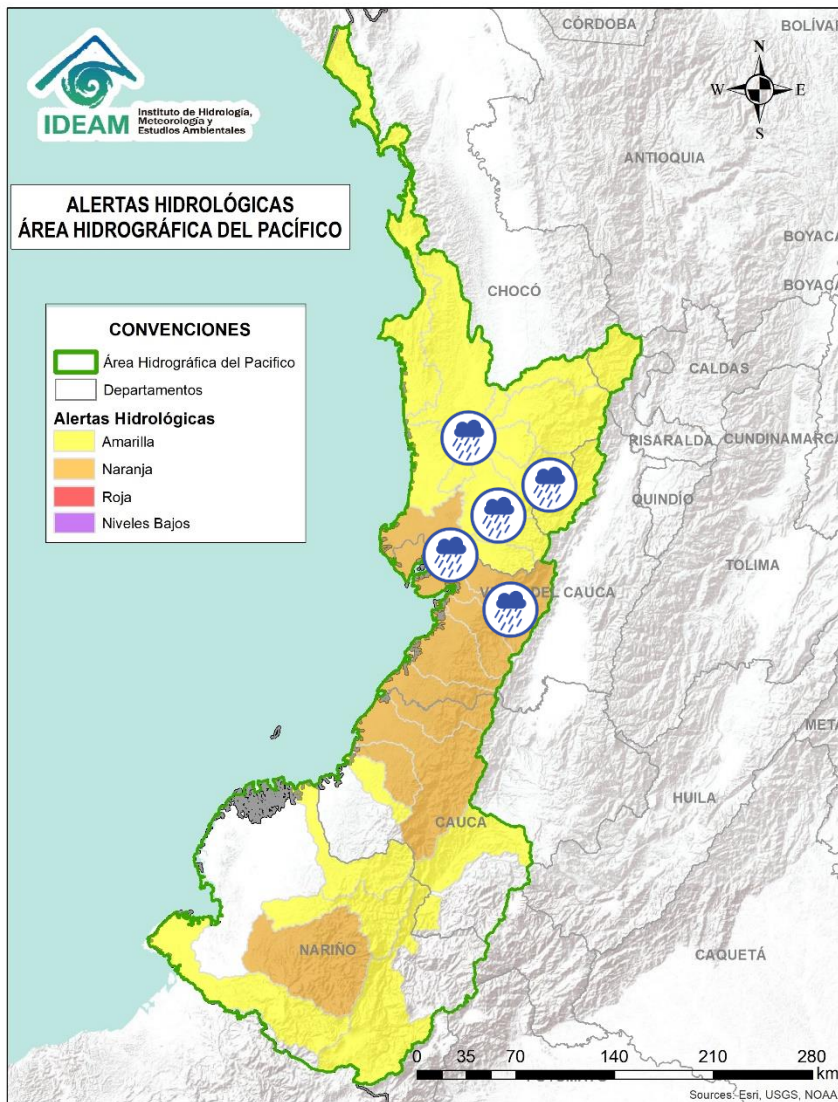 CÓRDOBA
BOLÍVAR
IDEAM
Instituto de Hidrología,
Meteorología y
Estudios Ambientales
N
W E
S
ANTIOQUIA
ALERTAS HIDROLÓGICAS
ÁREA HIDROGRÁFICA DEL PACÍFICO
BOYACÁ
BOYACÁ
CHOCÓ
CONVENCIONES
Área Hidrográfica del Pacifico
Departamentos
Alertas Hidrológicas
Amarilla
Naranja
Roja
Niveles Bajos
CALDAS
RISARALDA
CUNDINAMARCA
QUINDÍO
TOLIMA
DEL CAUCA
META
HUILA
CAUCA
NARIÑO
CAQUETÁ
0 35 70 140 210 280
km
Sources: Esri, USGS, NOAA